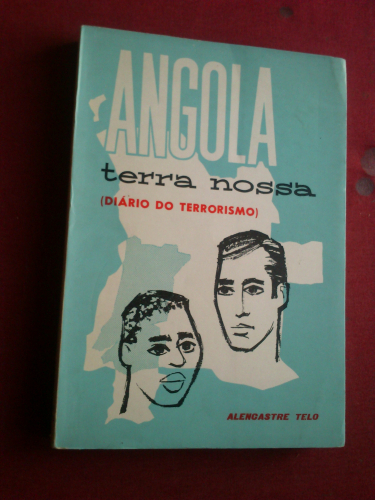 ANGOLA
terra nossa
(DIÁRIO DO TERRORISMO)
ALENCASTRE TELO